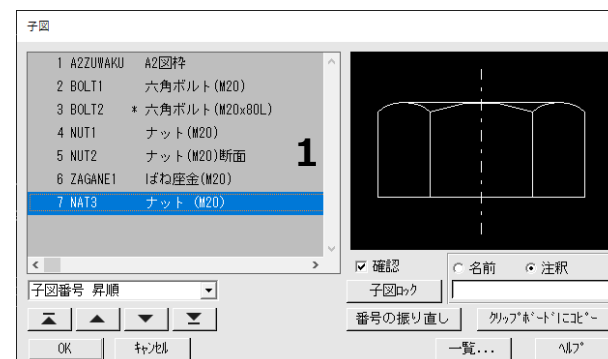 子図
1 A2ZUWAKU A2図枠
2 BOLT1 六角ボルト(M20)
3 BOLT2 * 六角ボルト(M20x80L)
4 NUT1 ナット(M20)
5 NUT2 ナット(M20)断面
6 ZAGANE1 ばね座金(M20)
7 NAT3 ナット (M20)
1
確認
名前 注釈
子図番号 昇順
子図ﾛｯｸ
番号の振り直し ｸﾘｯﾌﾟﾎﾞｰﾄﾞにｺﾋﾟｰ
OK ｷｬﾝｾﾙ 一覧... ﾍﾙﾌﾟ